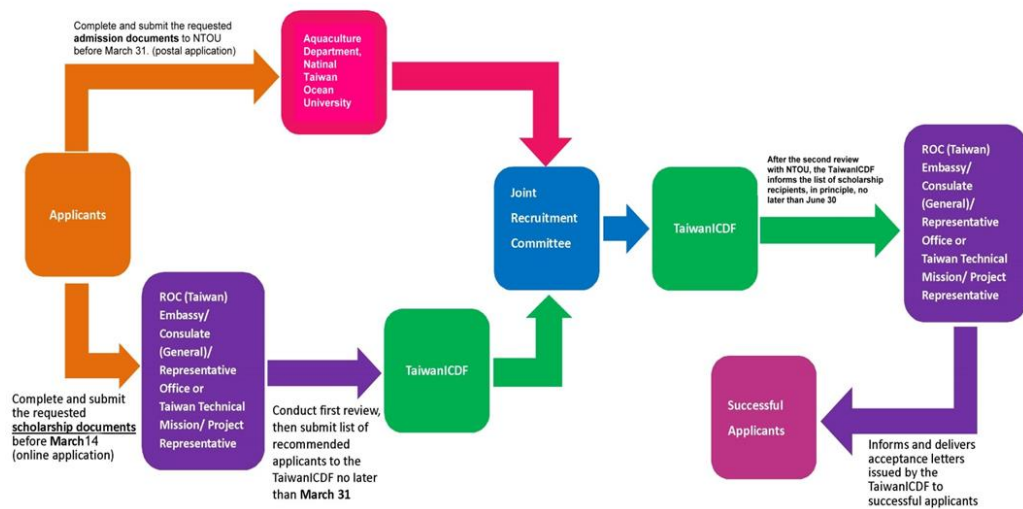 Complete and submit the requested
admission documents to NTOU
before March 31. (postal application)
Aquaculture
Department,
Natinal
Taiwan
Ocean
University
Applicants
Joint
Recruitment
Committee
TaiwanICDF
After the second review
with NTOU, the TaiwanICDF
informs the list of scholarship
recipients, in principle, no
later than June 30
ROC (Taiwan)
Embassy/
Consulate
(General)/
Representative
Office or
Taiwan Technical
Mission/ Project
Representative
Complete and submit
the requested
scholarship documents
before March14
(online application)
ROC (Taiwan)
Embassy/
Consulate
(General)/
Representative
Office or
Taiwan Technical
Mission/ Project
Representative
Conduct first review,
then submit list of
recommended
applicants to the
TaiwanICDF no later
than March 31
TaiwanICDF
Successful
Applicants
Informs and delivers
acceptance letters
issued by the
TaiwanICDF to
successful applicants